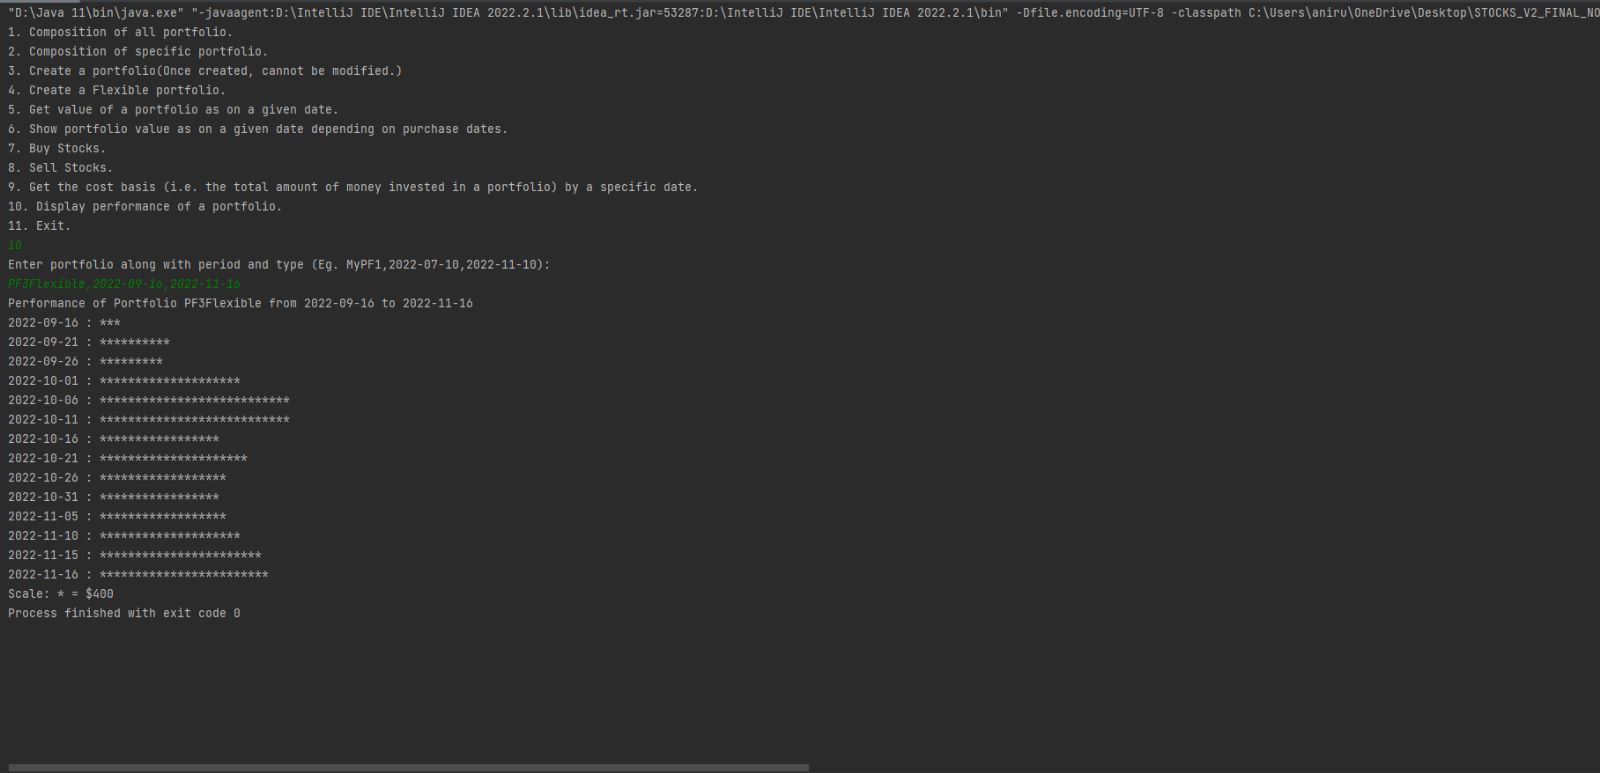 "D:\Java 11\bin\java.exe" "-javaagent:D:\IntelliJ IDE\IntelliJ IDEA 2022.2.1\lib\idea_rt.jar=53287:D:\IntelliJ IDE\IntelliJ IDEA 2022.2.1\bin" -Dfile.encoding=UTF-8 -classpath C:\Users\aniru\OneDrive\Desktop\STOCKS_V2_FINAL_NO
1. Composition of all portfolio.
2. Composition of specific portfolio.
3. Create a portfolio(Once created, cannot be modified.)
4. Create a Flexible portfolio.
5. Get value of a portfolio as on a given date.
6. Show portfolio value as on a given date depending on purchase dates.
7. Buy Stocks.
8. Sell Stocks.
9. Get the cost basis (i.e. the total amount of money invested in a portfolio) by a specific date.
10. Display performance of a portfolio.
11. Exit.
10
Enter portfolio along with period and type (Eg. MyPF1,2022-07-10,2022-11-10):
PF3Flexible,2022-09-16,2022-11-16
Performance of Portfolio PF3Flexible from 2022-09-16 to 2022-11-16
2022-09-16 : ***
2022-09-21 : **********
2022-09-26 : *********
2022-10-01 : ********************
2022-10-06 : ***************************
2022-10-11 : ***************************
2022-10-16 : *****************
2022-10-21 : *********************
2022-10-26 : ******************
2022-10-31 : *****************
2022-11-05 : ******************
2022-11-10 : ********************
2022-11-15 : ***********************
2022-11-16 : ************************
Scale: * = $400
Process finished with exit code 0